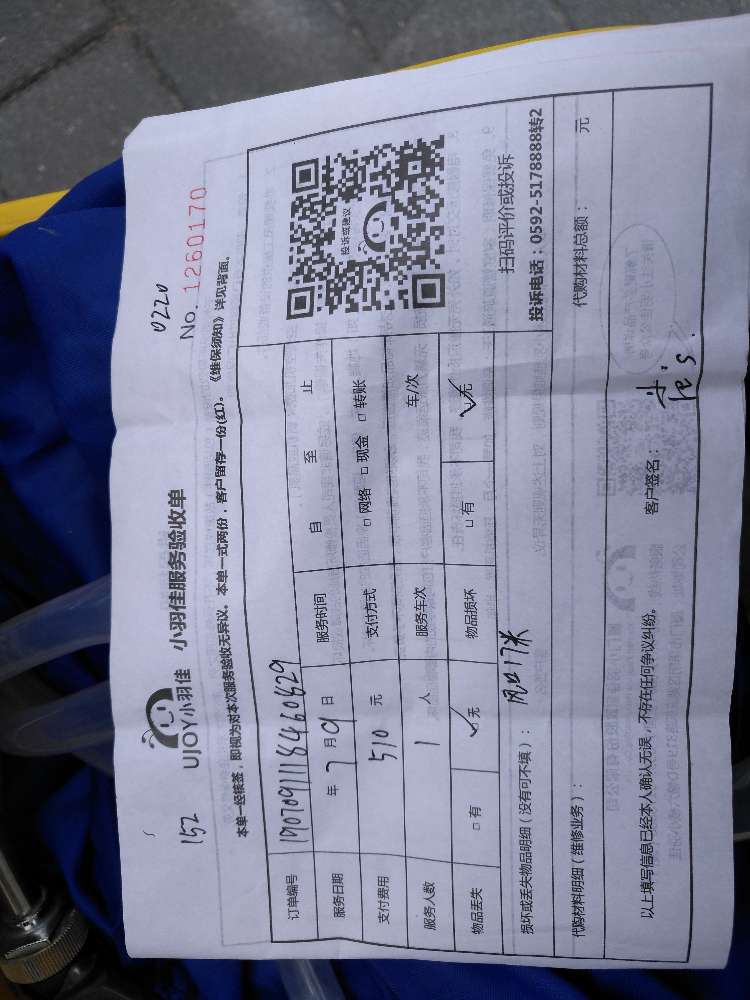 152
0220
UJOY小羽佳 小羽佳服务验收单
No. 1260170
本单一经核签，即视为对本次服务验收无异议。本单一式两份，客户留存一份(红)。《维保须知》详见背面。
订单编号 19070911184460829
服务日期 年 7 月 9 日 服务时间 自 至 止
支付费用 510 元 支付方式 □ 网络 □ 现金 □ 转账
服务人数 1 人 服务车次 车/次
物品丢失 □ 有 ✓无 物品损坏 □ 有 ✓无
投诉或建议
扫码评价或投诉
投诉电话：0592-5178888转2
损坏或丢失物品明细（没有可不填）：
代购材料明细（维修业务）： 代购材料总额： 元
以上填写信息已经本人确认无误，不存在任何争议纠纷。 客户签名：